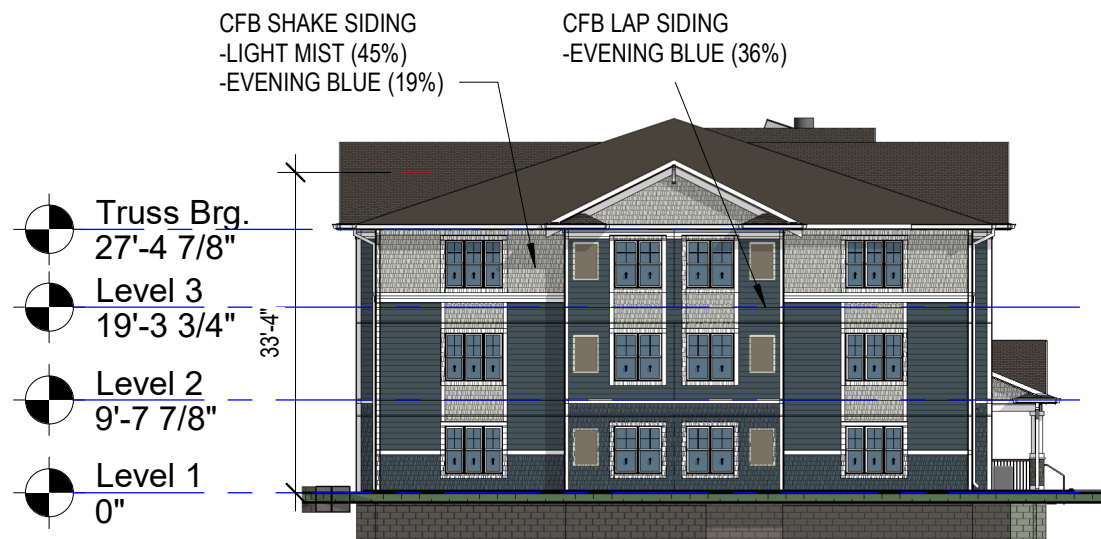 CFB SHAKE SIDING
-LIGHT MIST (45%)
-EVENING BLUE (19%)
CFB LAP SIDING
-EVENING BLUE (36%)
Truss Brg.
27'-4 7/8"
Level 3
19'-3 3/4"
33'-4"
Level 2
9'-7 7/8"
Level 1
0"